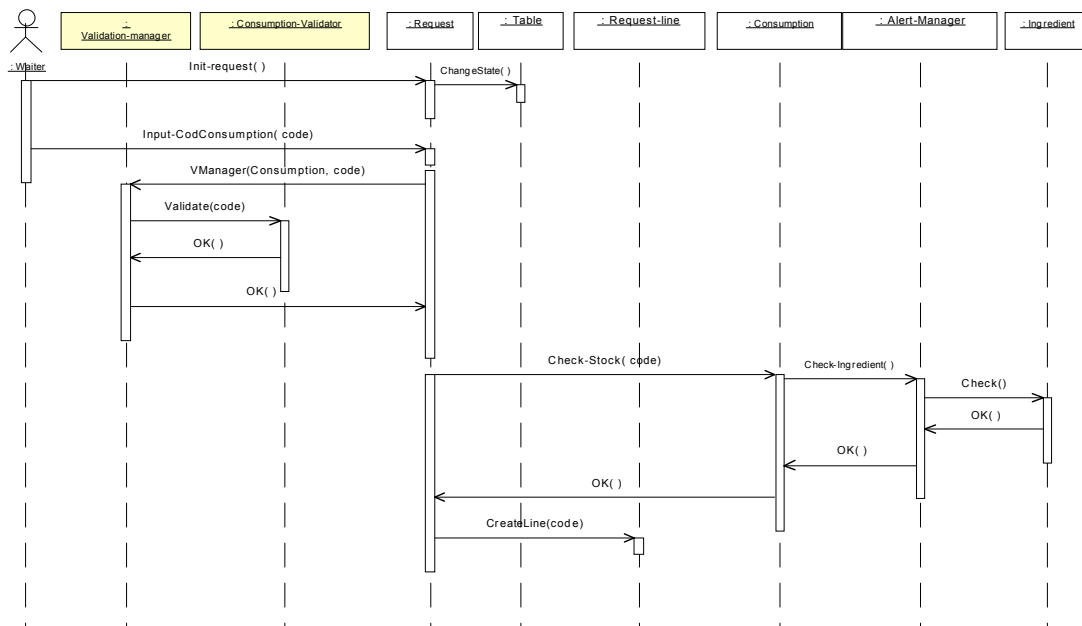 :
Validation-manager
: Consumption-Validator
: Request
: Table
: Request-line
: Consumption
: Alert-Manager
: Ingredient
: Waiter
Init-request( )
ChangeState( )
Input-CodConsumption( code)
VManager(Consumption, code)
Validate(code)
OK( )
OK( )
Check-Stock( code)
Check-Ingredient( )
Check()
OK( )
OK( )
OK( )
CreateLine(code)